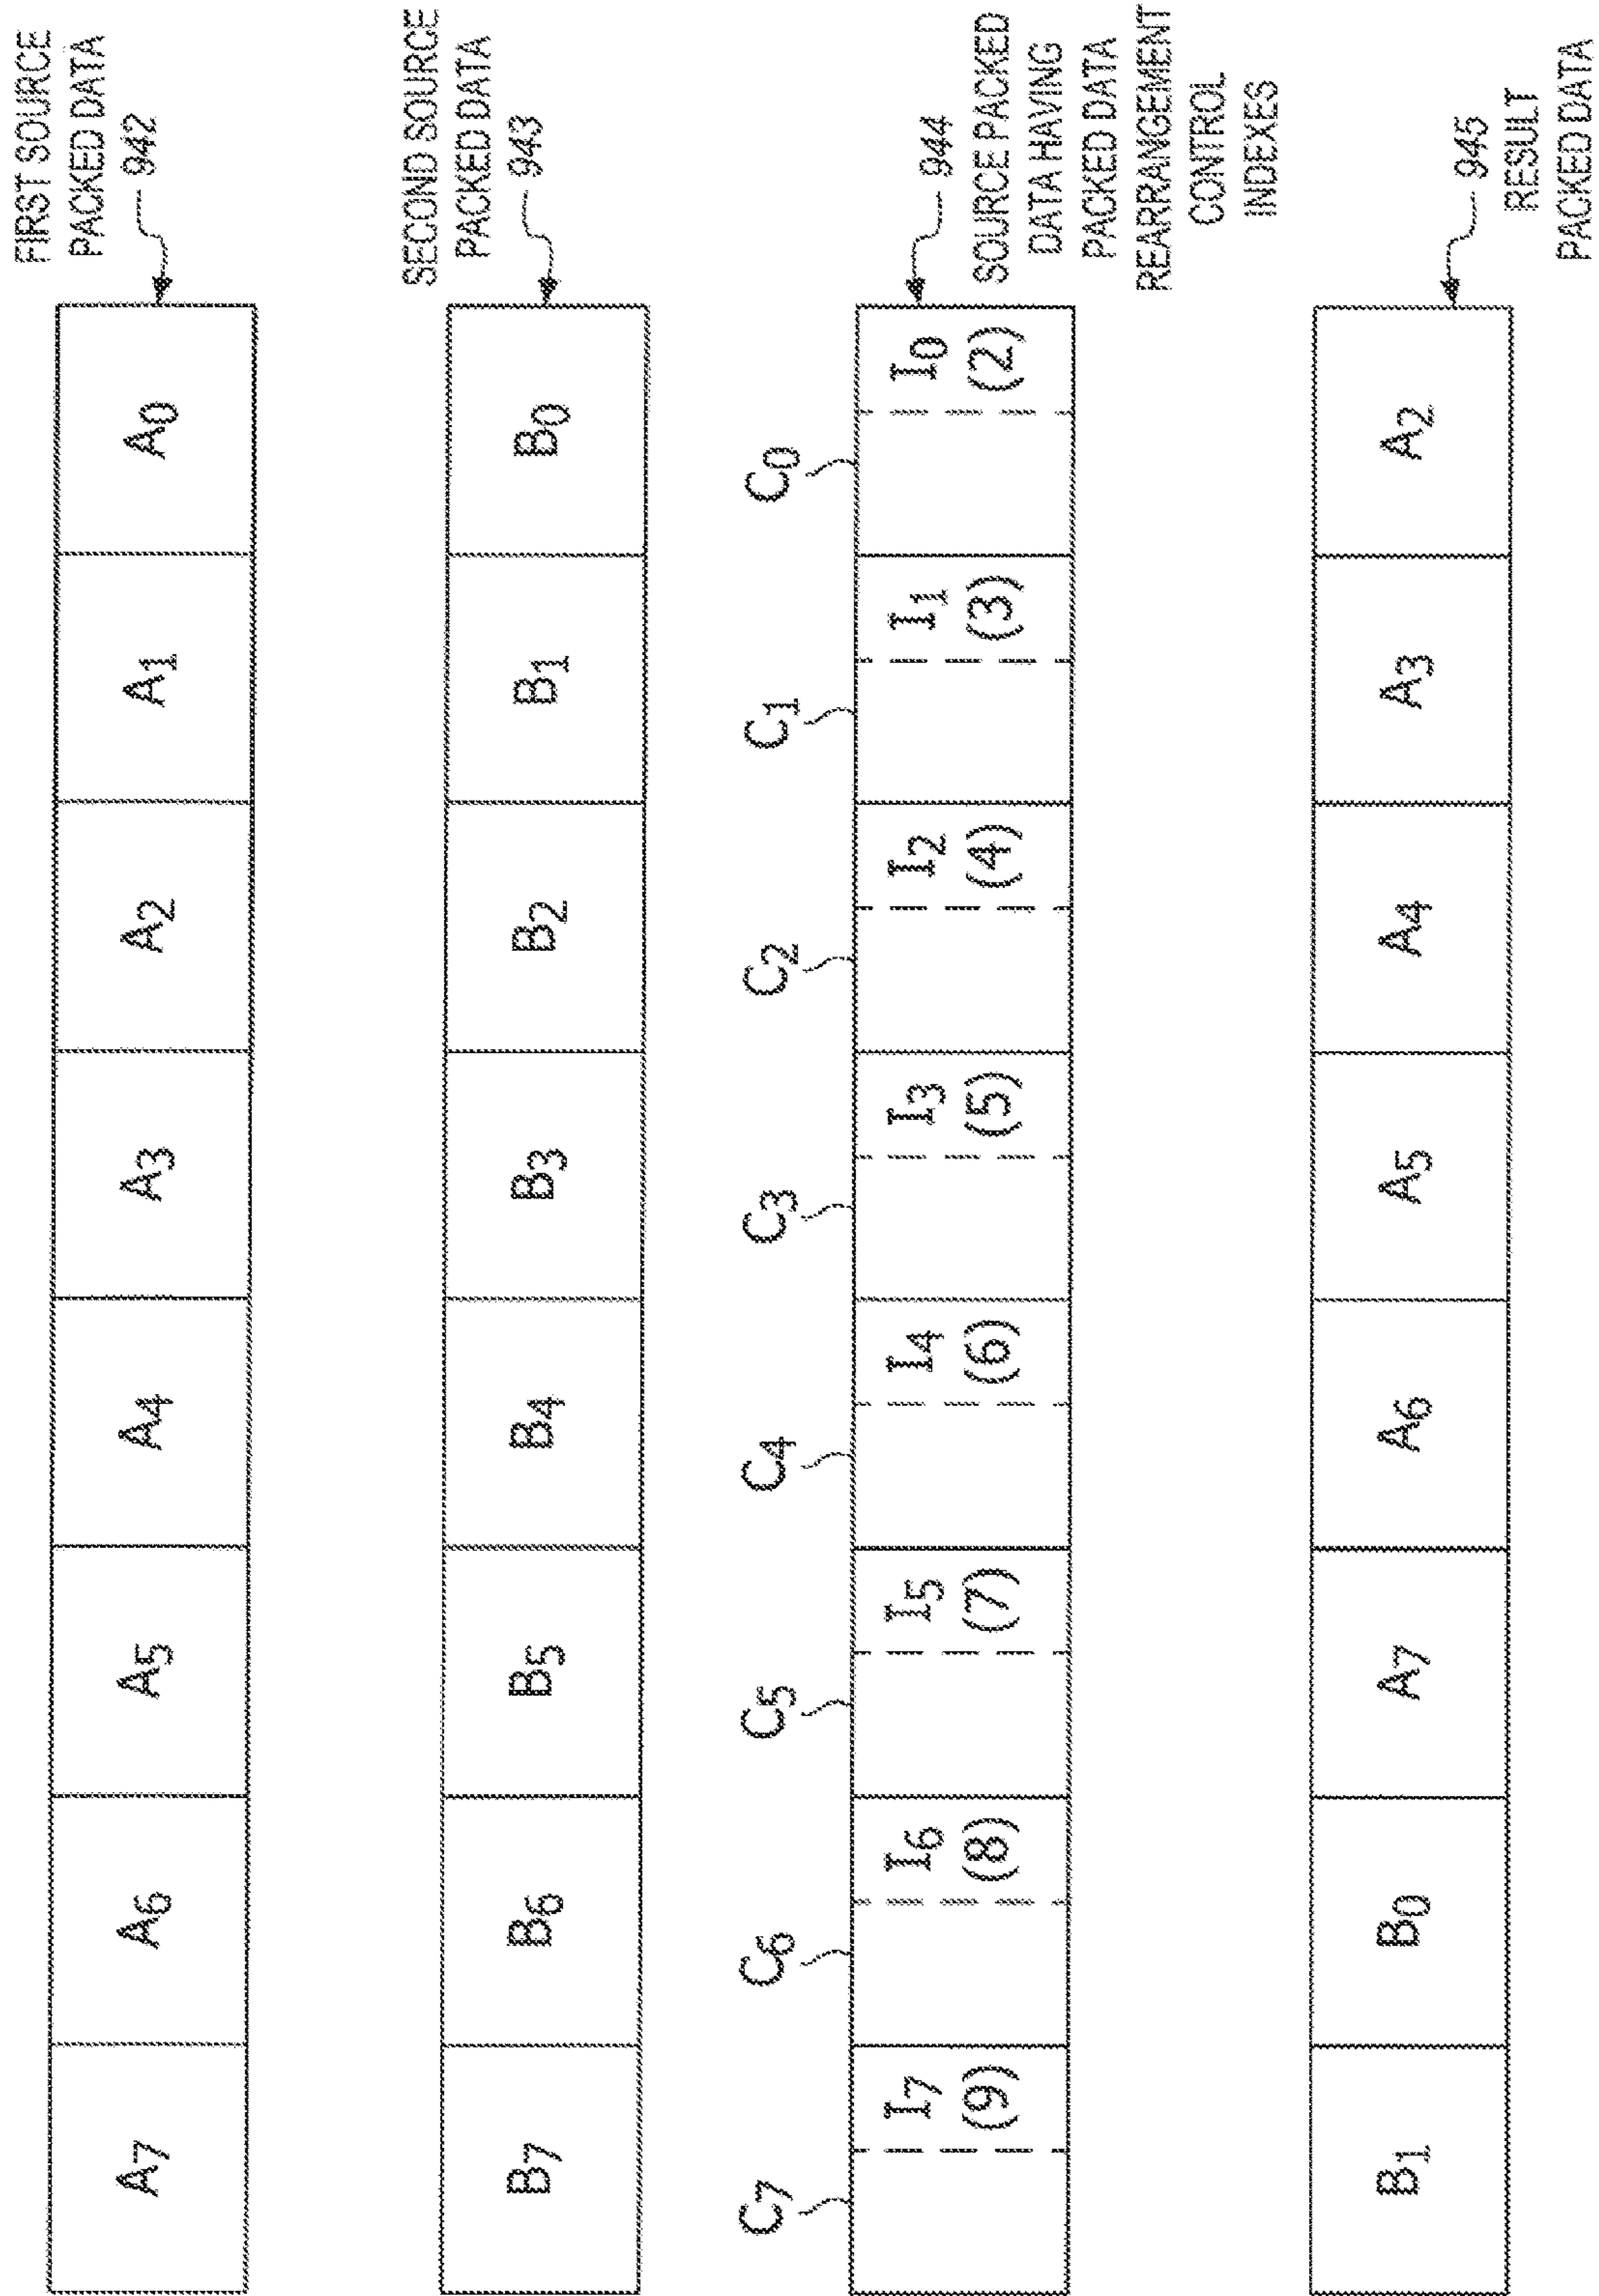 A7 A6 A5 A4 A3 A2 A1 A0
FIRST SOURCE
PACKED DATA
942
B7 B6 B5 B4 B3 B2 B1 B0
SECOND SOURCE
PACKED DATA
943
C7 C6 C5 C4 C3 C2 C1 C0
I7 I6 I5 I4 I3 I2 I1 I0
(9) (8) (7) (6) (5) (4) (3) (2)
944
SOURCE PACKED
DATA HAVING
PACKED DATA
REARRANGEMENT
CONTROL
INDEXES
B1 B0 A7 A6 A5 A4 A3 A2
945
RESULT
PACKED DATA